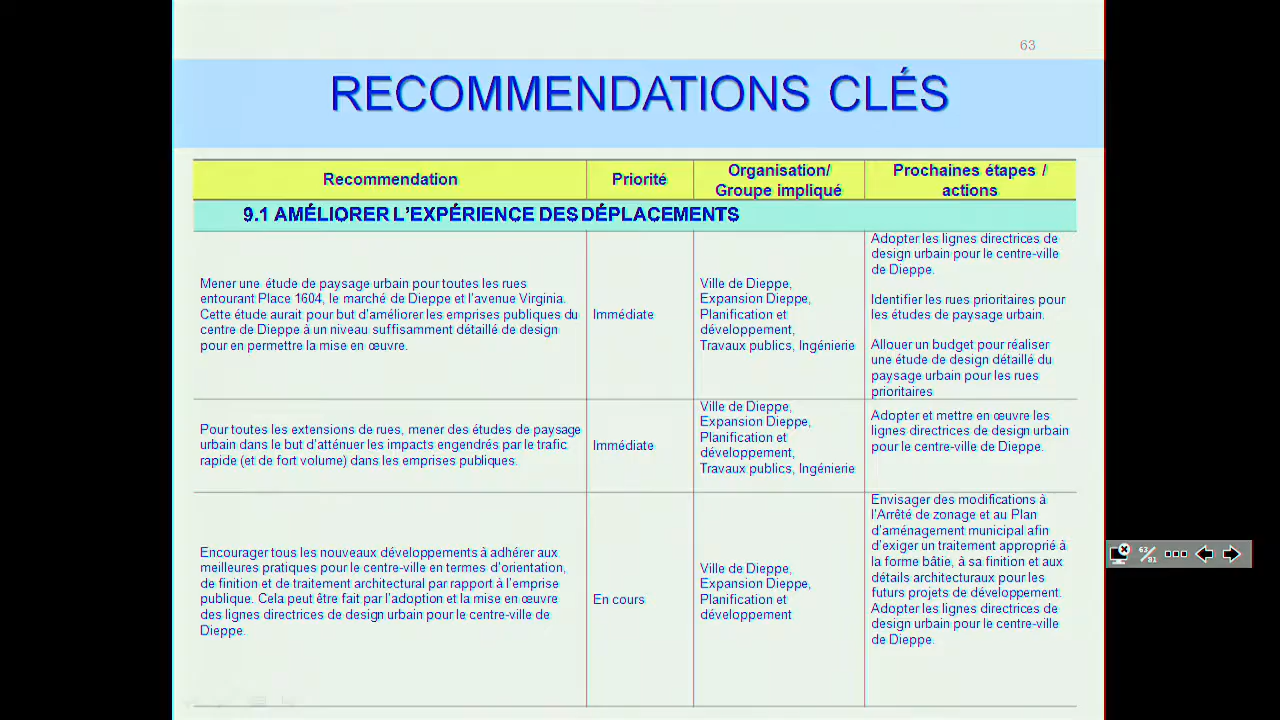 63
RECOMMENDATIONS CLÉS
Recommendation
Priorité
Organisation/
Groupe impliqué
Prochaines étapes /
actions
9.1 AMÉLIORER L'EXPÉRIENCE DES DÉPLACEMENTS
Mener une étude de paysage urbain pour toutes les rues
entourant Place 1604, le marché de Dieppe et l'avenue Virginia.
Cette étude aurait pour but d'améliorer les emprises publiques du
centre de Dieppe à un niveau suffisamment détaillé de design
pour en permettre la mise en œuvre.
Immédiate
Ville de Dieppe,
Expansion Dieppe,
Planification et
développement,
Travaux publics, Ingénierie
Adopter les lignes directrices de
design urbain pour le centre-ville
de Dieppe.
Identifier les rues prioritaires pour
les études de paysage urbain.
Allouer un budget pour réaliser
une étude de design détaillé du
paysage urbain pour les rues
prioritaires
Pour toutes les extensions de rues, mener des études de paysage
urbain dans le but d'atténuer les impacts engendrés par le trafic
rapide (et de fort volume) dans les emprises publiques.
Immédiate
Ville de Dieppe,
Expansion Dieppe,
Planification et
développement,
Travaux publics, Ingénierie
Adopter et mettre en œuvre les
lignes directrices de design urbain
pour le centre-ville de Dieppe.
Encourager tous les nouveaux développements à adhérer aux
meilleures pratiques pour le centre-ville en termes d'orientation,
de finition et de traitement architectural par rapport à l'emprise
publique. Cela peut être fait par l'adoption et la mise en œuvre
des lignes directrices de design urbain pour le centre-ville de
Dieppe.
En cours
Ville de Dieppe,
Expansion Dieppe,
Planification et
développement
Envisager des modifications à
l'Arrêté de zonage et au Plan
d'aménagement municipal afin
d'exiger un traitement approprié à
la forme bâtie, à sa finition et aux
détails architecturaux pour les
futurs projets de développement.
Adopter les lignes directrices de
design urbain pour le centre-ville
de Dieppe.
63/81